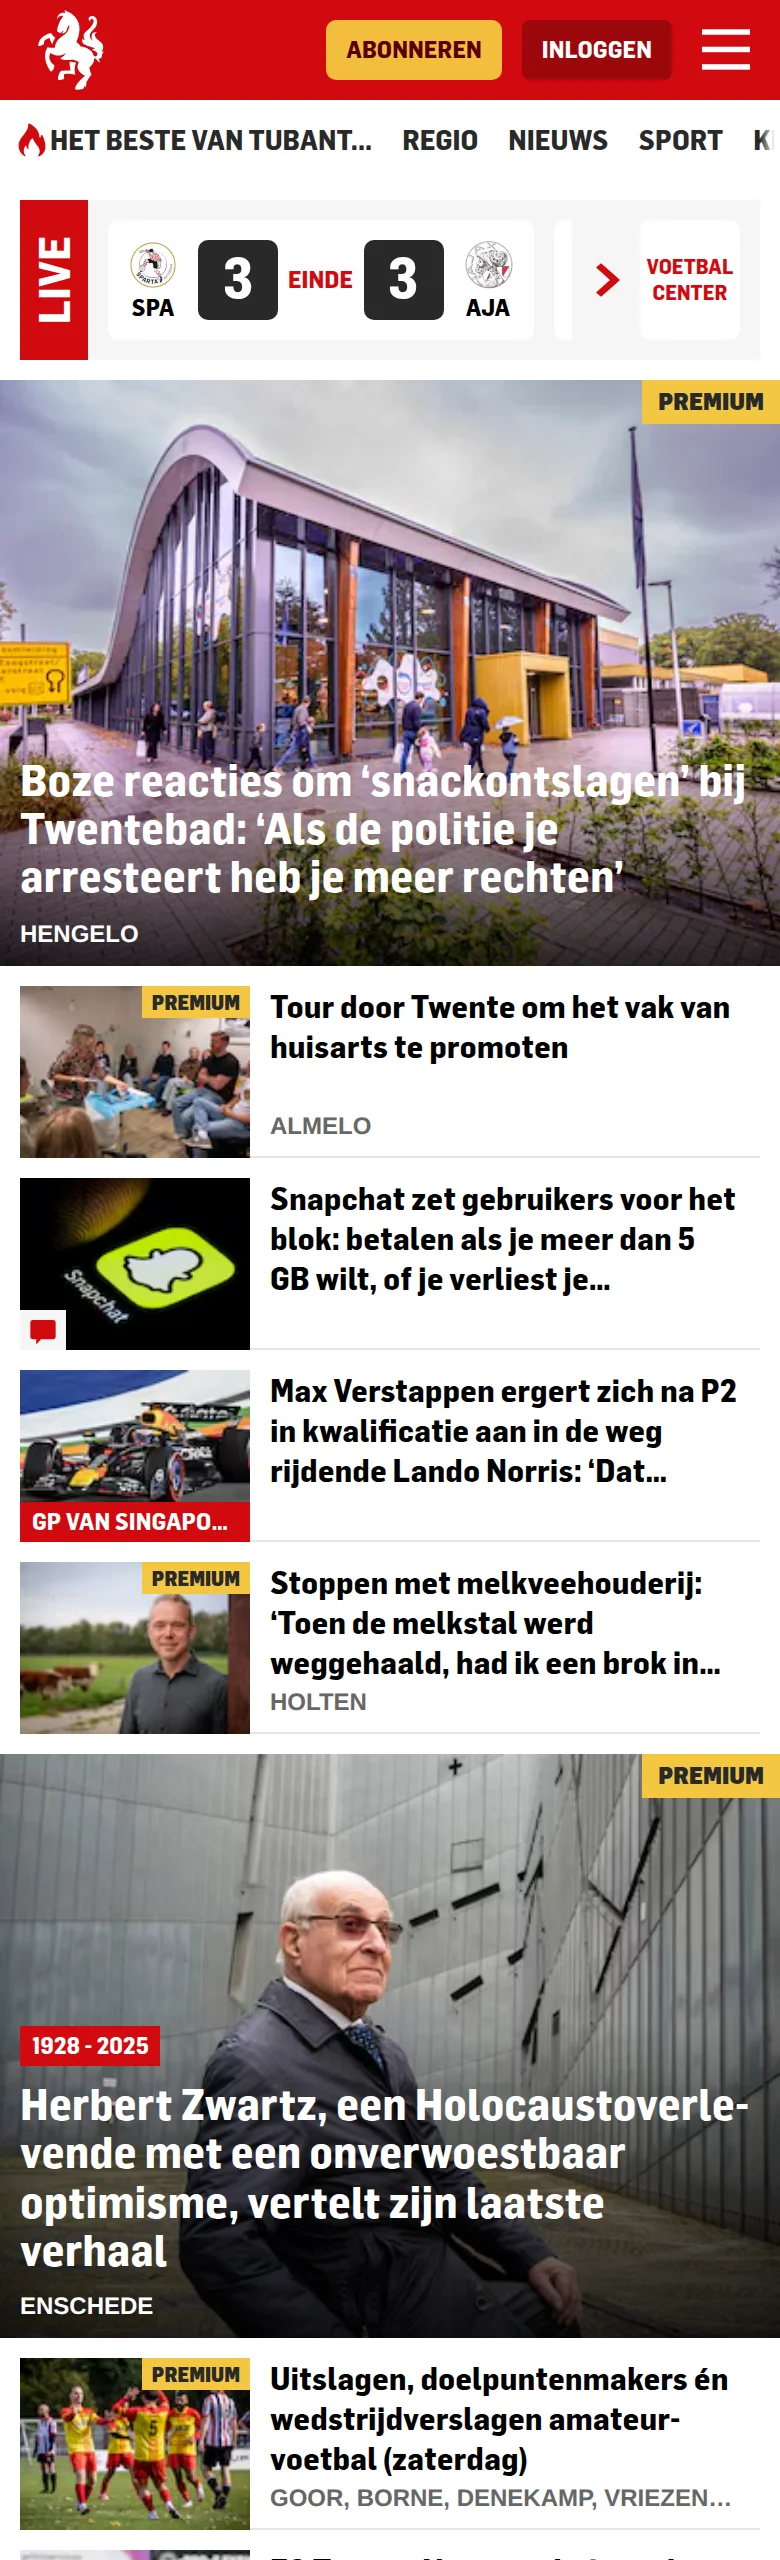 ABONNEREN
INLOGGEN
HET BESTE VAN TUBANT... REGIO NIEUWS SPORT
LIVE
SPA 3 EINDE 3 AJA
VOETBAL
CENTER
PREMIUM
Boze reacties om ‘snackontslagen’ bij
Twentebad: ‘Als de politie je
arresteert heb je meer rechten’
HENGELO
PREMIUM
Tour door Twente om het vak van
huisarts te promoten
ALMELO
Snapchat
Snapchat zet gebruikers voor het
blok: betalen als je meer dan 5
GB wilt, of je verliest je...
Max Verstappen ergert zich na P2
in kwalificatie aan in de weg
rijdende Lando Norris: ‘Dat...
GP VAN SINGAPO...
PREMIUM
Stoppen met melkveehouderij:
‘Toen de melkstal werd
weggehaald, had ik een brok in...
HOLTEN
PREMIUM
1928 - 2025
Herbert Zwartz, een Holocaustoverle-
vende met een onverwoestbaar
optimisme, vertelt zijn laatste
verhaal
ENSCHEDE
PREMIUM
Uitslagen, doelpuntenmakers én
wedstrijdverslagen amateur-
voetbal (zaterdag)
GOOR, BORNE, DENEKAMP, VRIEZEN...